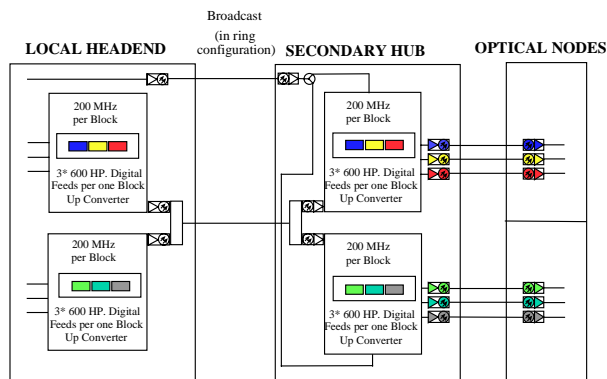 Broadcast
(in ring
configuration)
LOCAL HEADEND
SECONDARY HUB
OPTICAL NODES
200 MHz
per Block
3* 600 HP. Digital
Feeds per one Block
Up Converter
200 MHz
per Block
3* 600 HP. Digital
Feeds per one Block
Up Converter
200 MHz
per Block
3* 600 HP. Digital
Feeds per one Block
Up Converter
200 MHz
per Block
3* 600 HP. Digital
Feeds per one Block
Up Converter